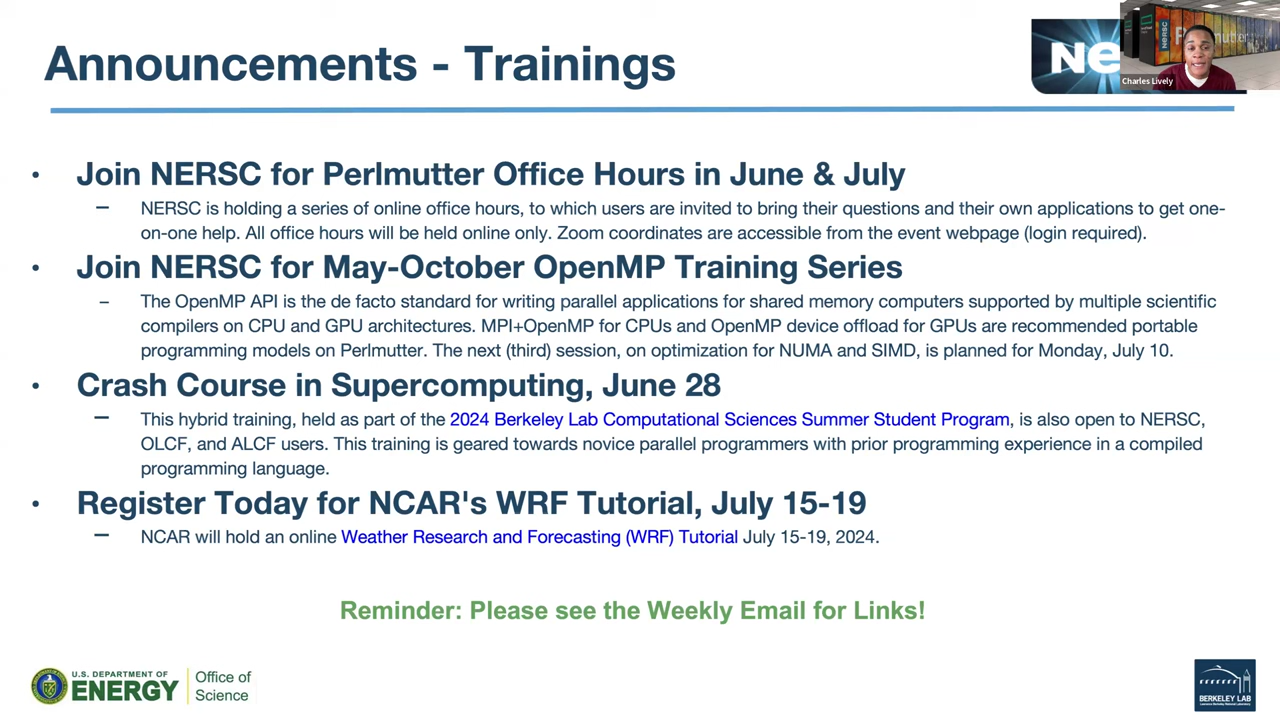 Announcements - Trainings
Ne
NERSC
Charles Lively
• Join NERSC for Perlmutter Office Hours in June & July
– NERSC is holding a series of online office hours, to which users are invited to bring their questions and their own applications to get one-
on-one help. All office hours will be held online only. Zoom coordinates are accessible from the event webpage (login required).
• Join NERSC for May-October OpenMP Training Series
– The OpenMP API is the de facto standard for writing parallel applications for shared memory computers supported by multiple scientific
compilers on CPU and GPU architectures. MPI+OpenMP for CPUs and OpenMP device offload for GPUs are recommended portable
programming models on Perlmutter. The next (third) session, on optimization for NUMA and SIMD, is planned for Monday, July 10.
• Crash Course in Supercomputing, June 28
– This hybrid training, held as part of the 2024 Berkeley Lab Computational Sciences Summer Student Program, is also open to NERSC,
OLCF, and ALCF users. This training is geared towards novice parallel programmers with prior programming experience in a compiled
programming language.
• Register Today for NCAR's WRF Tutorial, July 15-19
– NCAR will hold an online Weather Research and Forecasting (WRF) Tutorial July 15-19, 2024.
Reminder: Please see the Weekly Email for Links!
U.S. DEPARTMENT OF
ENERGY
Office of
Science
BERKELEY LAB
Lawrence Berkeley National Laboratory